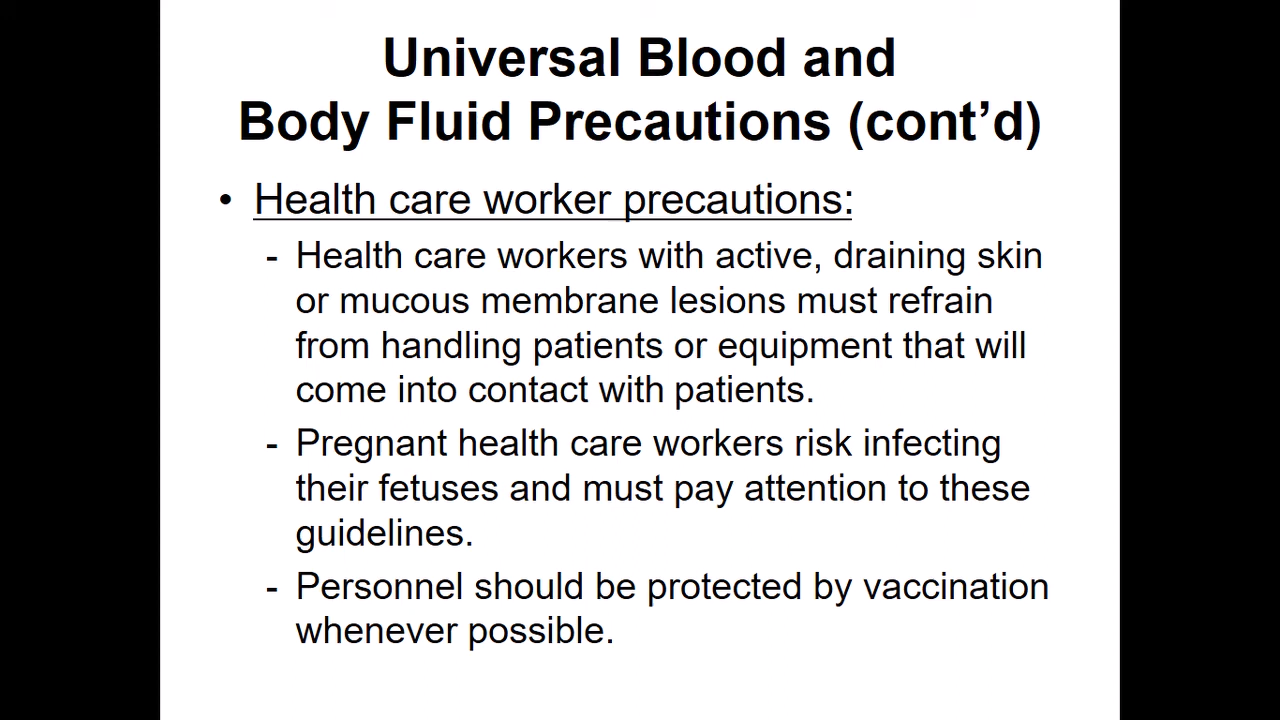 Universal Blood and
Body Fluid Precautions (cont’d)
• Health care worker precautions:
- Health care workers with active, draining skin
or mucous membrane lesions must refrain
from handling patients or equipment that will
come into contact with patients.
- Pregnant health care workers risk infecting
their fetuses and must pay attention to these
guidelines.
- Personnel should be protected by vaccination
whenever possible.